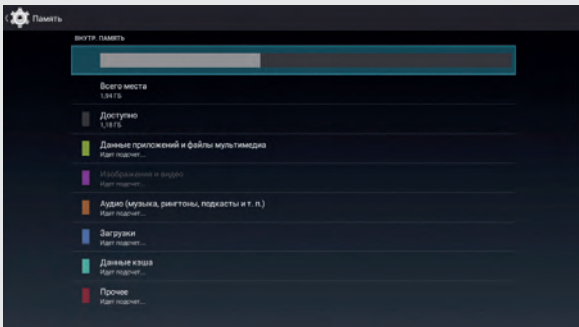 Память
ВНУТР. ПАМЯТЬ
Всего места
1,94 ГБ
Доступно
1,18 ГБ
Данные приложений и файлы мультимедиа
Идет подсчет...
Изображения и видео
Идет подсчет...
Аудио (музыка, рингтоны, подкасты и т. п.)
Идет подсчет...
Загрузки
Идет подсчет...
Данные кэша
Идет подсчет...
Прочее
Идет подсчет...